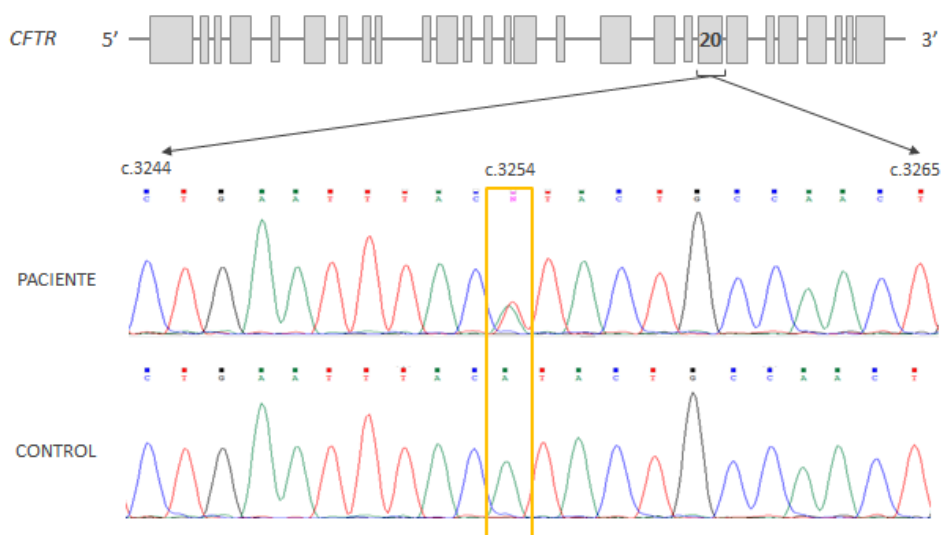 CFTR 5' 20 3'
c.3244 c.3254 c.3265
C T G A A T T T A C W T A C T G C C A A C T
PACIENTE
C T G A A T T T A C A T A C T G C C A A C T
CONTROL